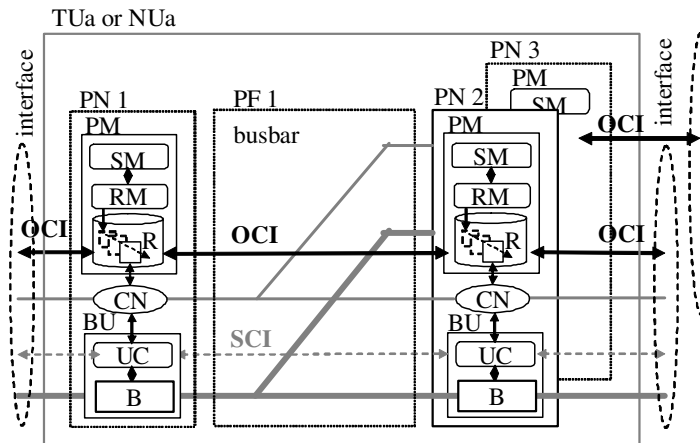 TUa or NUa
interface
PN 1
PM
SM
RM
R
OCI
CN
BU
UC
B
PF 1
busbar
OCI
SCI
PN 2
PM
SM
RM
R
CN
BU
UC
B
PN 3
PM
SM
OCI
OCI
interface